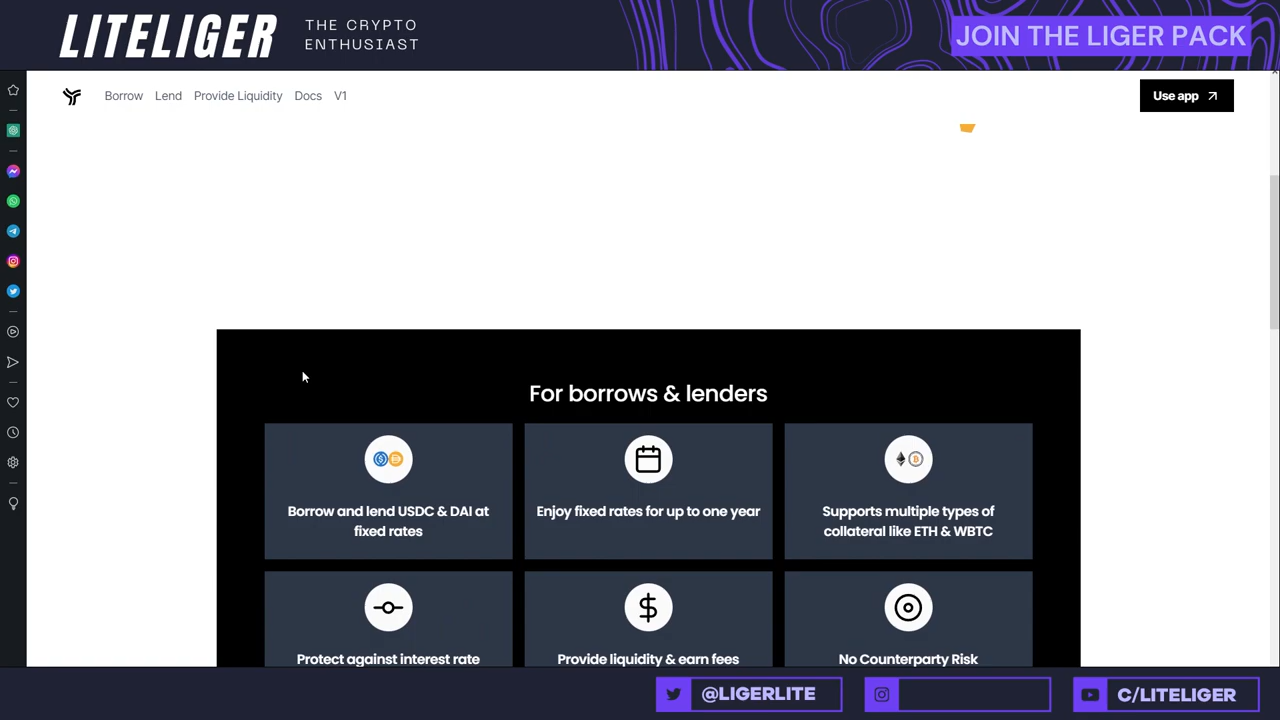 LITELIGER
THE CRYPTO
ENTHUSIAST
JOIN THE LIGER PACK
Borrow Lend Provide Liquidity Docs V1
Use app
For borrows & lenders
Borrow and lend USDC & DAI at
fixed rates
Enjoy fixed rates for up to one year
Supports multiple types of
collateral like ETH & WBTC
Protect against interest rate
Provide liquidity & earn fees
No Counterparty Risk
@LIGERLITE
C/LITELIGER